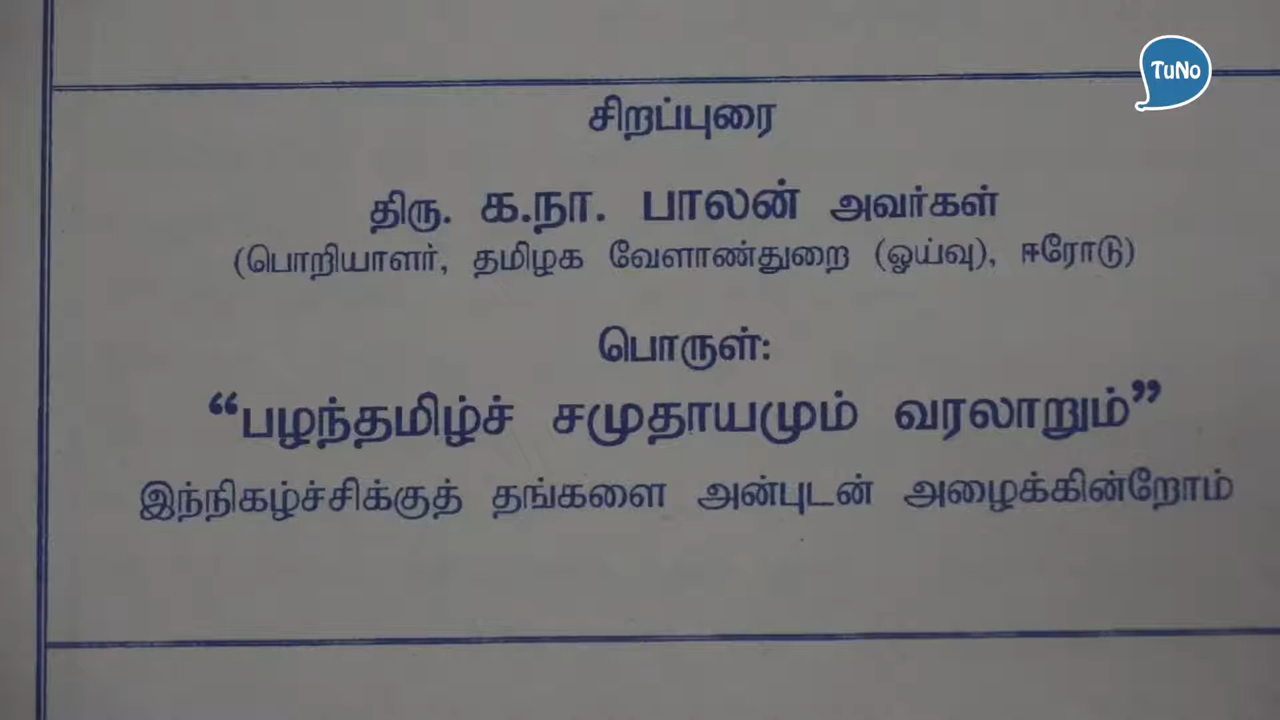 TuNo
சிறப்புரை
திரு. க.நா. பாலன் அவர்கள்
(பொறியாளர், தமிழக வேளாண்துறை (ஓய்வு), ஈரோடு)
பொருள்:
“பழந்தமிழ்ச் சமுதாயமும் வரலாறும்”
இந்நிகழ்ச்சிக்குத் தங்களை அன்புடன் அழைக்கின்றோம்